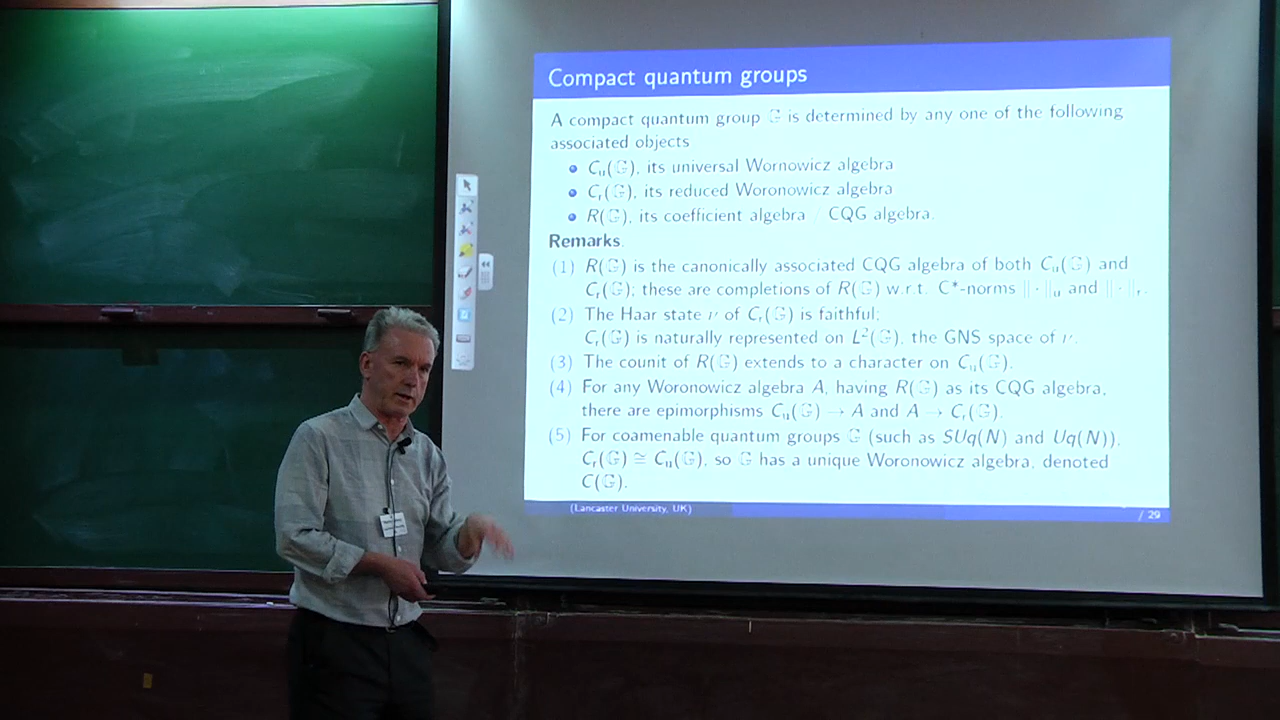 Compact quantum groups
A compact quantum group 𝔾 is determined by any one of the following
associated objects
• Cu(𝔾), its universal Wornowicz algebra
• Cr(𝔾), its reduced Woronowicz algebra
• R(𝔾), its coefficient algebra / CQG algebra.
Remarks.
(1) R(𝔾) is the canonically associated CQG algebra of both Cu(𝔾) and
Cr(𝔾); these are completions of R(𝔾) w.r.t. C*-norms ‖·‖u and ‖·‖r.
(2) The Haar state ν of Cr(𝔾) is faithful;
Cr(𝔾) is naturally represented on L²(𝔾), the GNS space of ν.
(3) The counit of R(𝔾) extends to a character on Cu(𝔾).
(4) For any Woronowicz algebra A, having R(𝔾) as its CQG algebra,
there are epimorphisms Cu(𝔾) → A and A → Cr(𝔾).
(5) For coamenable quantum groups 𝔾 (such as SUq(N) and Uq(N)),
Cr(𝔾) ≅ Cu(𝔾), so 𝔾 has a unique Woronowicz algebra, denoted
C(𝔾).
(Lancaster University, UK)
/ 29